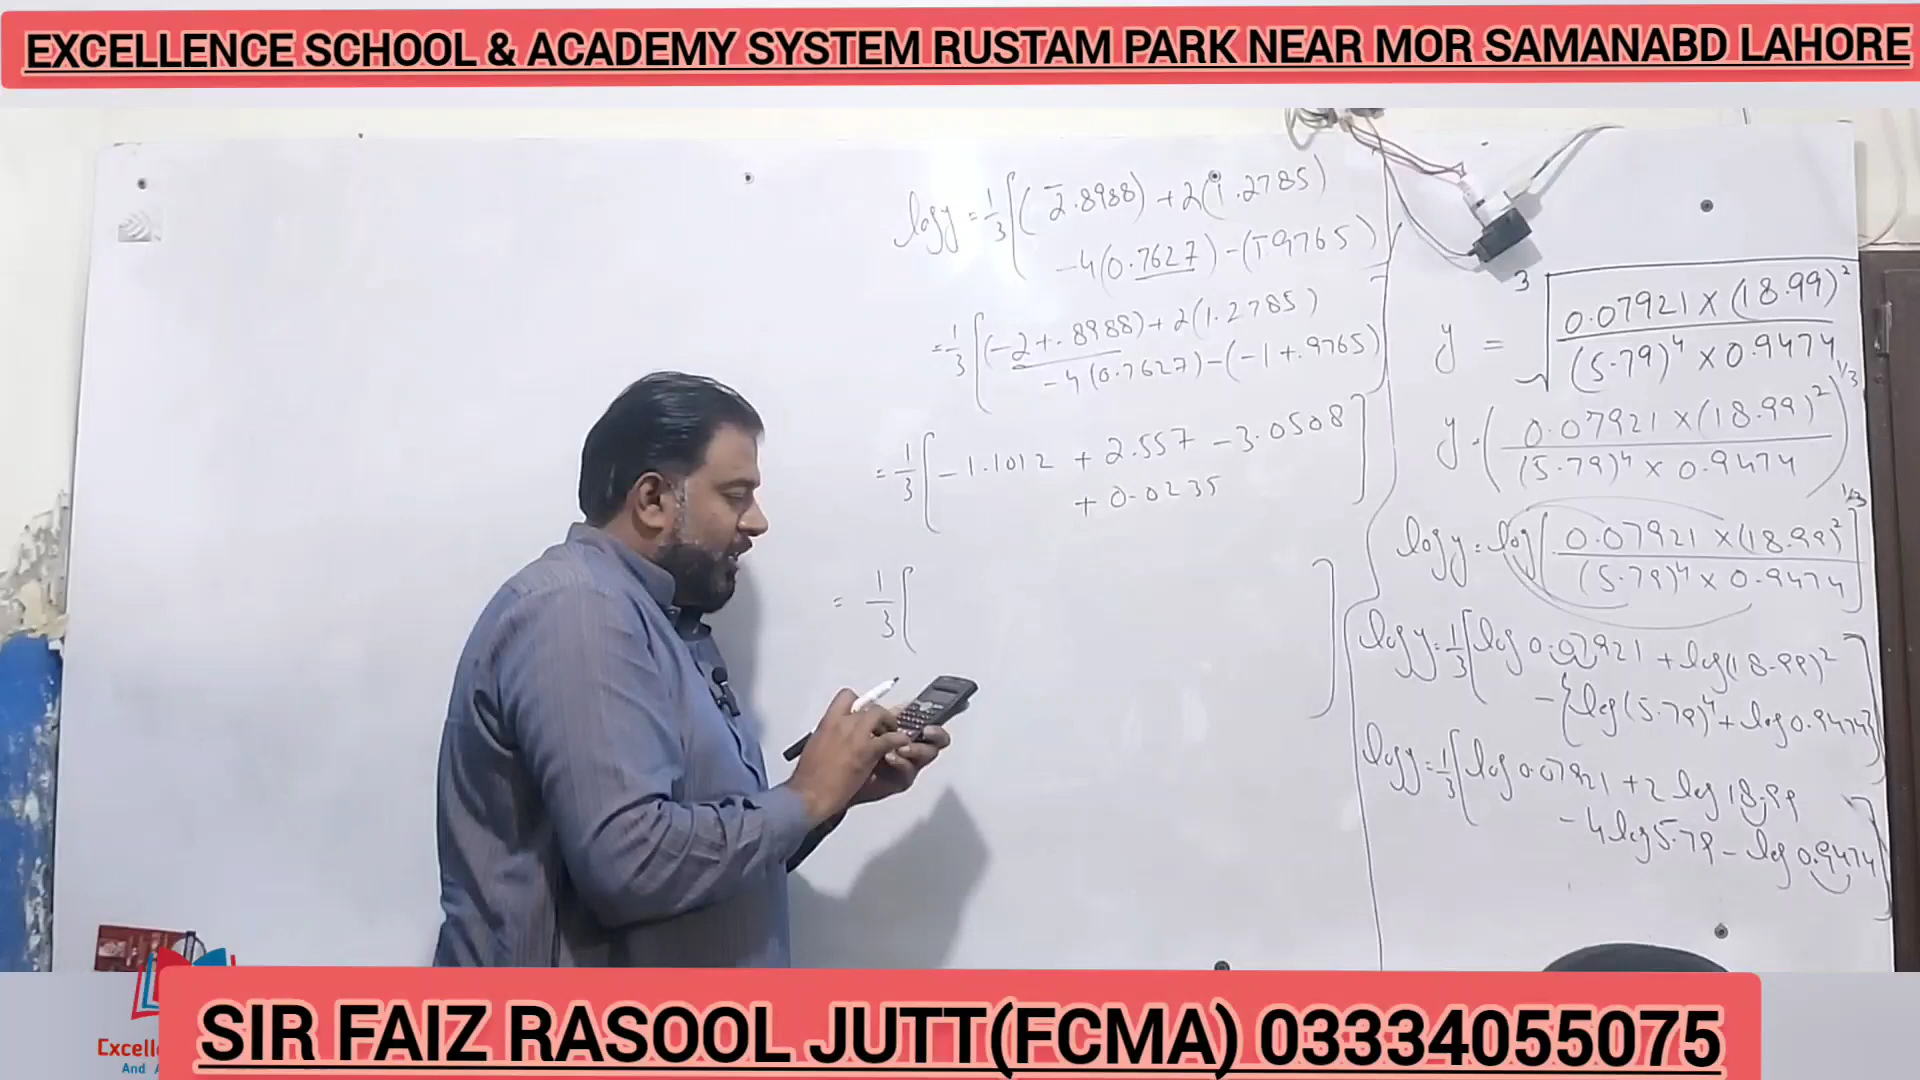 EXCELLENCE SCHOOL & ACADEMY SYSTEM RUSTAM PARK NEAR MOR SAMANABD LAHORE
log y = 1/3 [(2̅.8988) + 2(1.2785)
-4(0.7627) - (1̅.9765)
= 1/3 [(-2+.8988) + 2(1.2785)
-4(0.7627) - (-1+.9765)]
= 1/3 [-1.1012 + 2.557 - 3.0508
+ 0.0235]
= 1/3 [ ]
y = ∛(0.07921 × (18.99)² / (5.79)⁴ × 0.9474)
y = (0.07921 × (18.99)² / (5.79)⁴ × 0.9474)^1/3
log y = log [0.07921 × (18.99)² / (5.79)⁴ × 0.9474]^1/3
log y = 1/3 [log 0.07921 + log (18.99)²
- {log (5.79)⁴ + log 0.9474}]
log y = 1/3 [log 0.07921 + 2 log 18.99
- 4 log 5.79 - log 0.9474]
Excelle
And A
SIR FAIZ RASOOL JUTT(FCMA) 03334055075